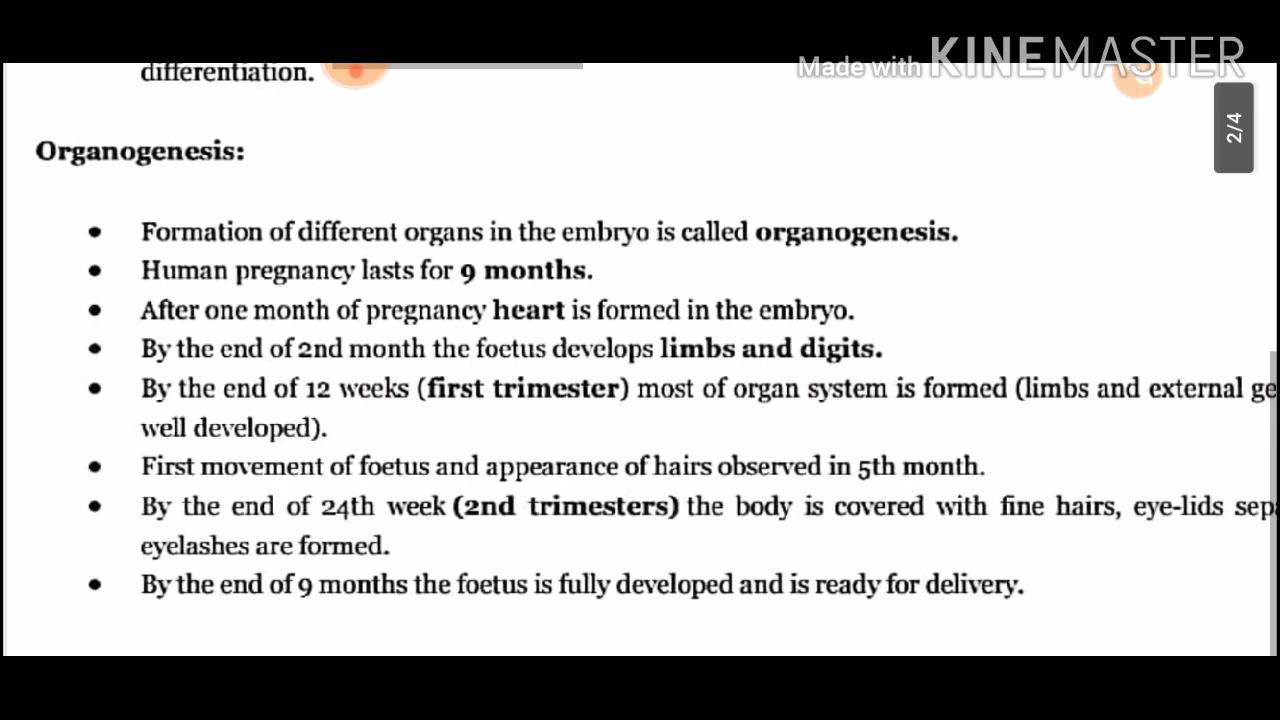 Made with KINEMASTER
differentiation.
2/4
Organogenesis:
• Formation of different organs in the embryo is called organogenesis.
• Human pregnancy lasts for 9 months.
• After one month of pregnancy heart is formed in the embryo.
• By the end of 2nd month the foetus develops limbs and digits.
• By the end of 12 weeks (first trimester) most of organ system is formed (limbs and external
well developed).
• First movement of foetus and appearance of hairs observed in 5th month.
• By the end of 24th week (2nd trimesters) the body is covered with fine hairs, eye-lids
eyelashes are formed.
• By the end of 9 months the foetus is fully developed and is ready for delivery.